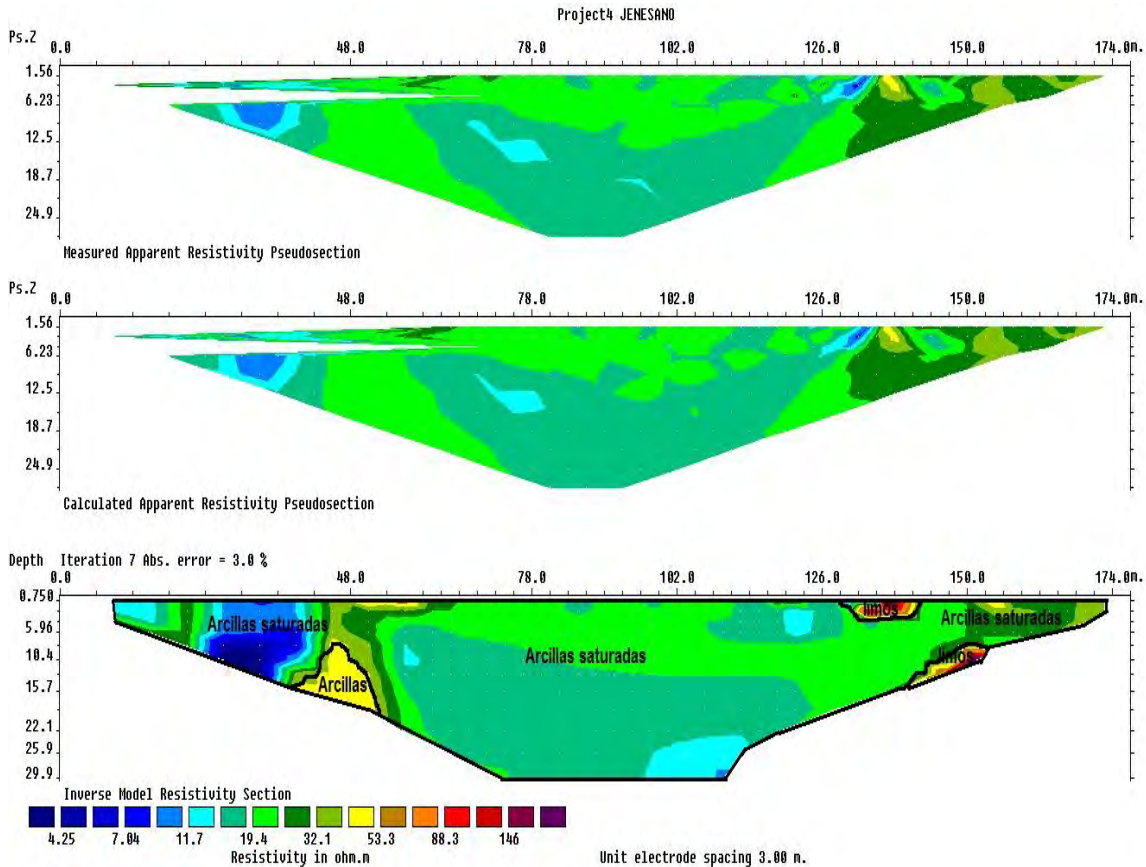 Project4 JENESANO
Ps.Z 0.0 48.0 78.0 102.0 126.0 150.0 174.0m.
1.56
6.23
12.5
18.7
24.9
Measured Apparent Resistivity Pseudosection
Ps.Z 0.0 48.0 78.0 102.0 126.0 150.0 174.0m.
1.56
6.23
12.5
18.7
24.9
Calculated Apparent Resistivity Pseudosection
Depth Iteration 7 Abs. error = 3.0 %
0.0 48.0 78.0 102.0 126.0 150.0 174.0m.
0.750
limos
5.96 Arcillas saturadas Arcillas saturadas
10.4 Arcillas saturadas limos
15.7 Arcillas
22.1
25.9
29.9
Inverse Model Resistivity Section
4.25 7.04 11.7 19.4 32.1 53.3 88.3 146
Resistivity in ohm.m Unit electrode spacing 3.00 m.